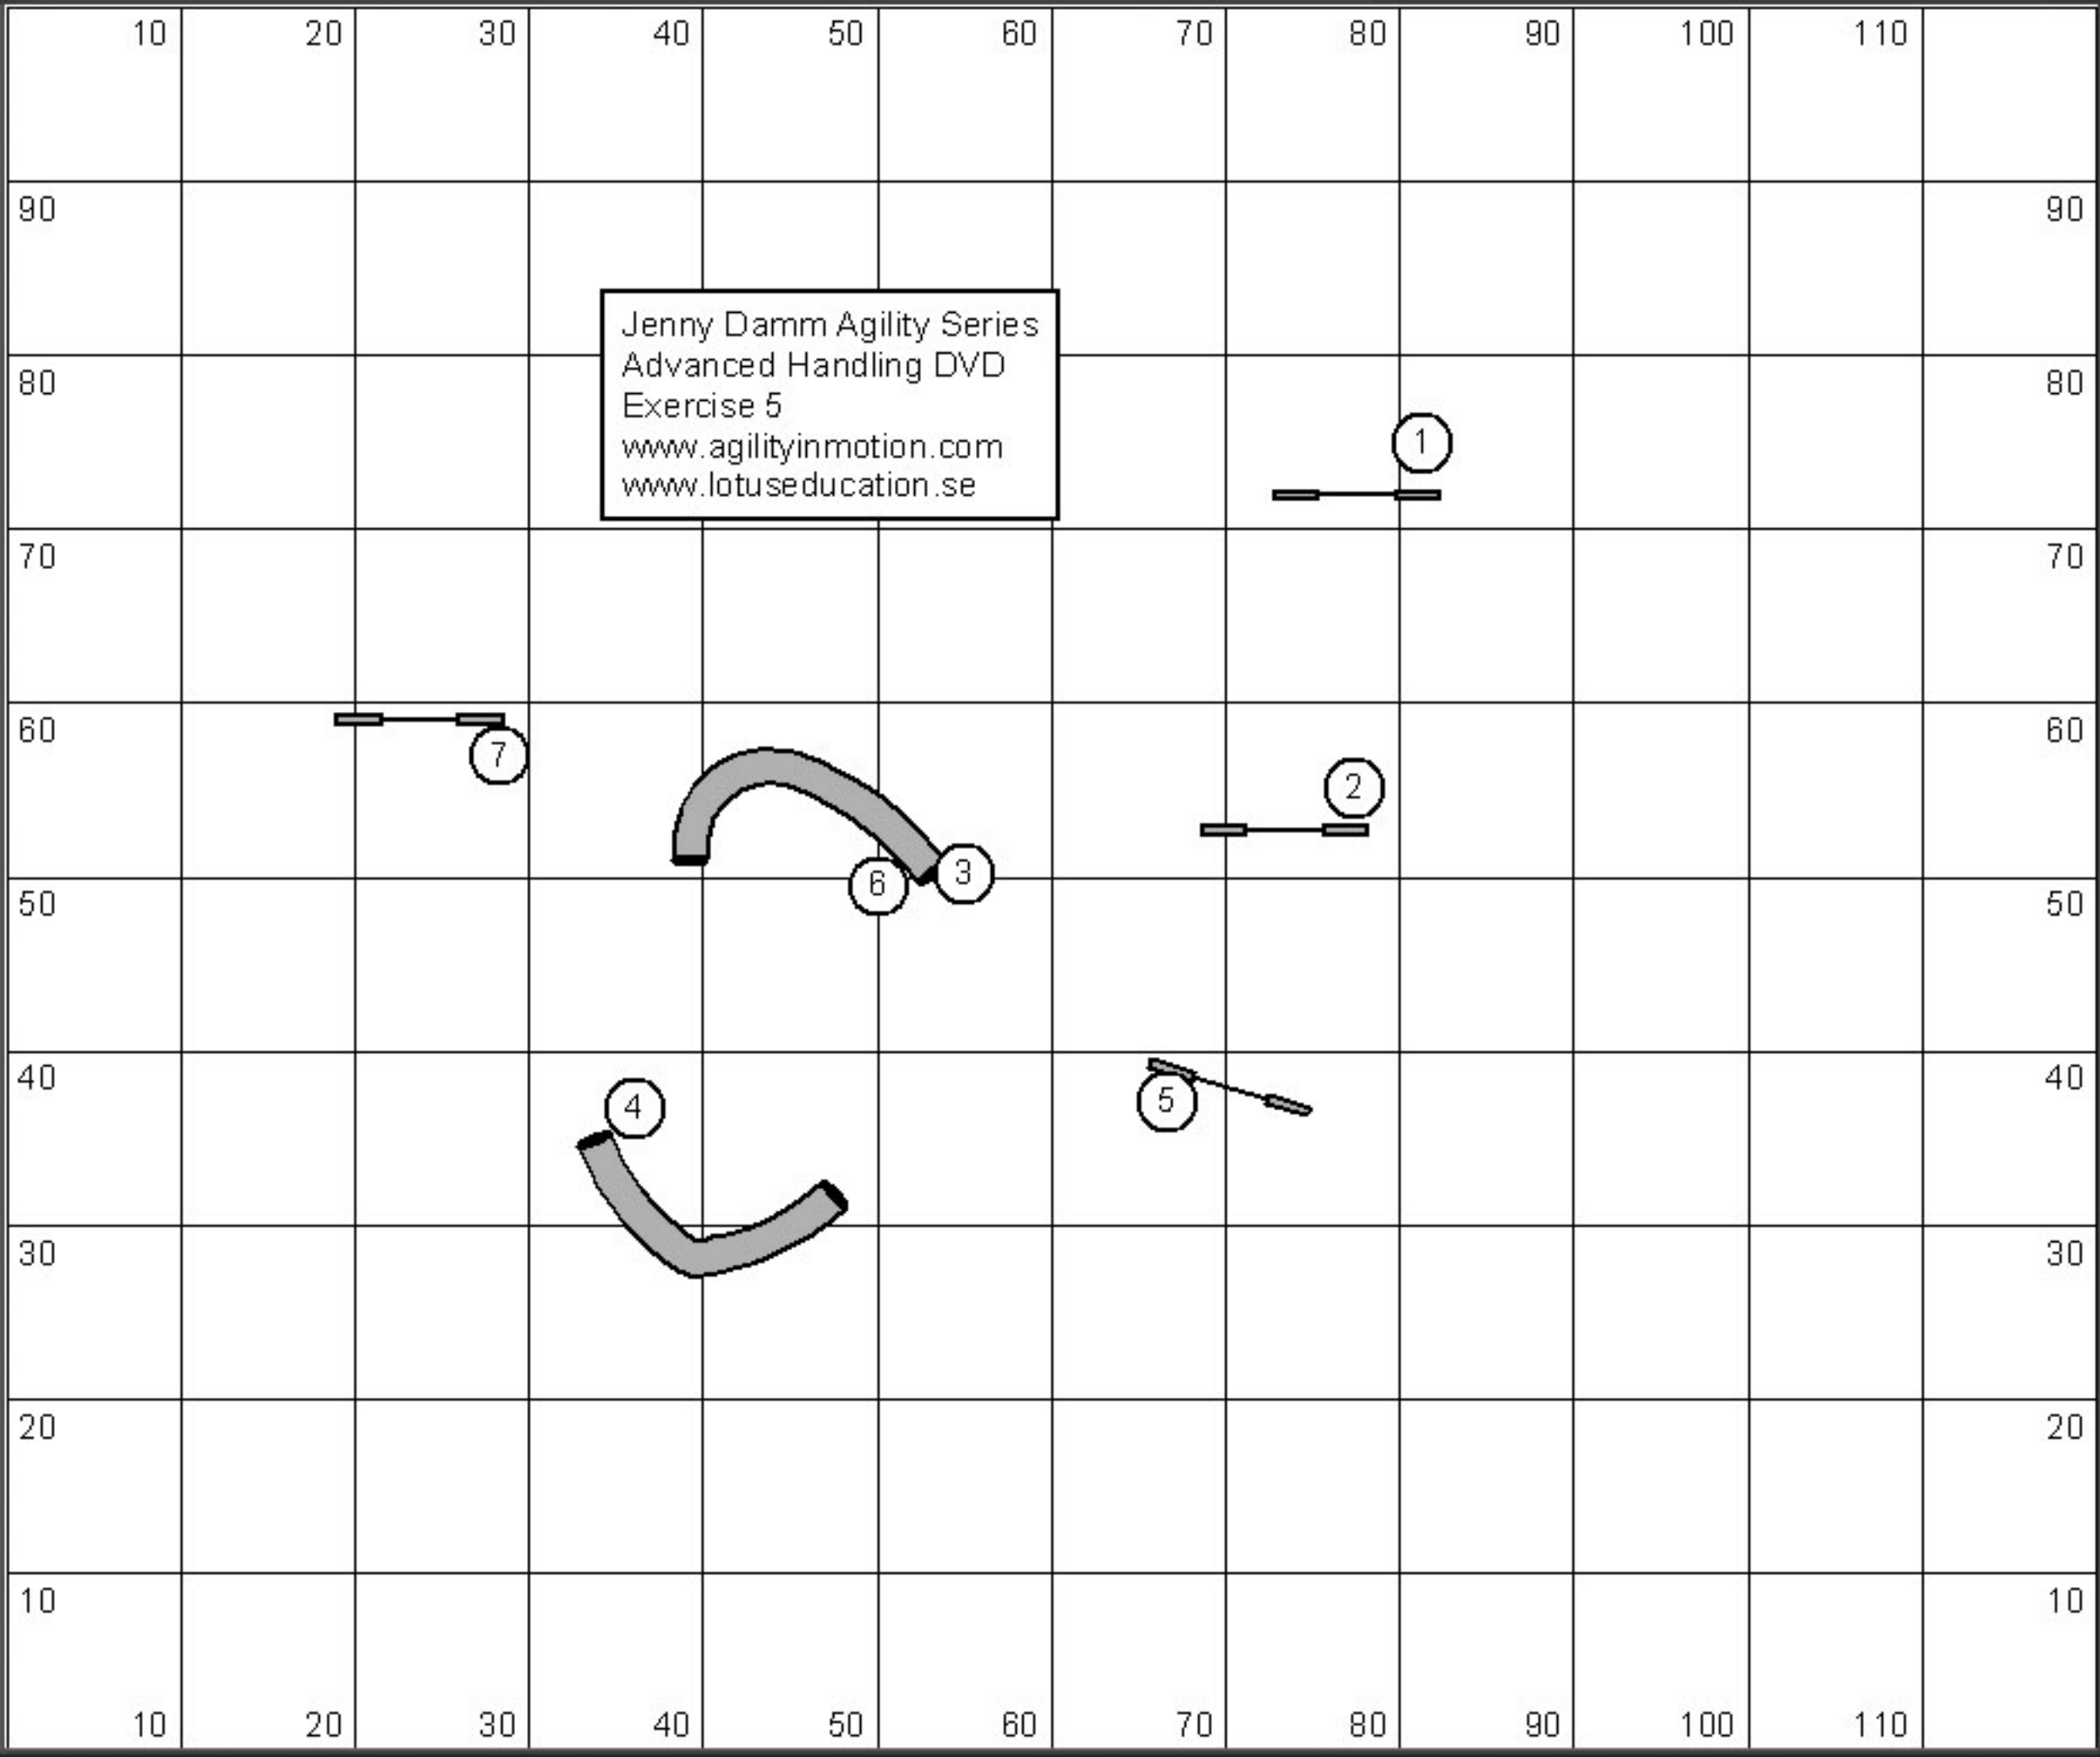 10 20 30 40 50 60 70 80 90 100 110
90 90
Jenny Damm Agility Series
Advanced Handling DVD
Exercise 5
www.agilityinmotion.com
www.lotuseducation.se
80 80
1
70 70
60 60
7
2
6 3
50 50
40 40
4 5
30 30
20 20
10 10
10 20 30 40 50 60 70 80 90 100 110